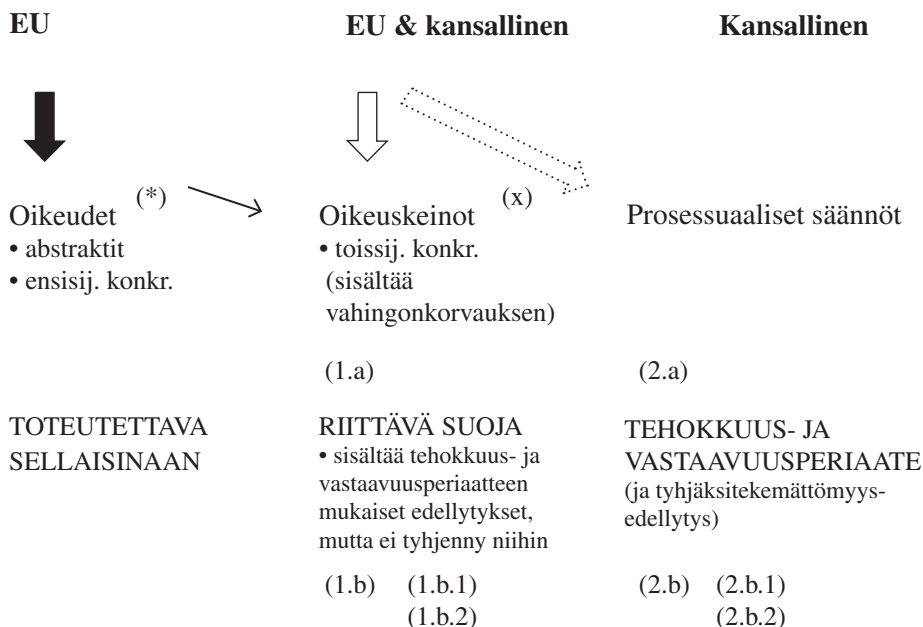 EU
EU & kansallinen
Kansallinen
Oikeudet (*)
• abstraktit
• ensisij. konkr.
Oikeuskeinot (x)
• toissij. konkr.
(sisältää
vahingonkorvauksen)
Prosessuaaliset säännöt
(1.a)
(2.a)
TOTEUTETTAVA
SELLAISINAAN
RIITTÄVÄ SUOJA
• sisältää tehokkuus- ja
vastaavuusperiaatteen
mukaiset edellytykset,
mutta ei tyhjenny niihin
TEHOKKUUS- JA
VASTAAVUUSPERIAATE
(ja tyhjäksitekemättömyys-
edellytys)
(1.b) (1.b.1)
(1.b.2)
(2.b) (2.b.1)
(2.b.2)